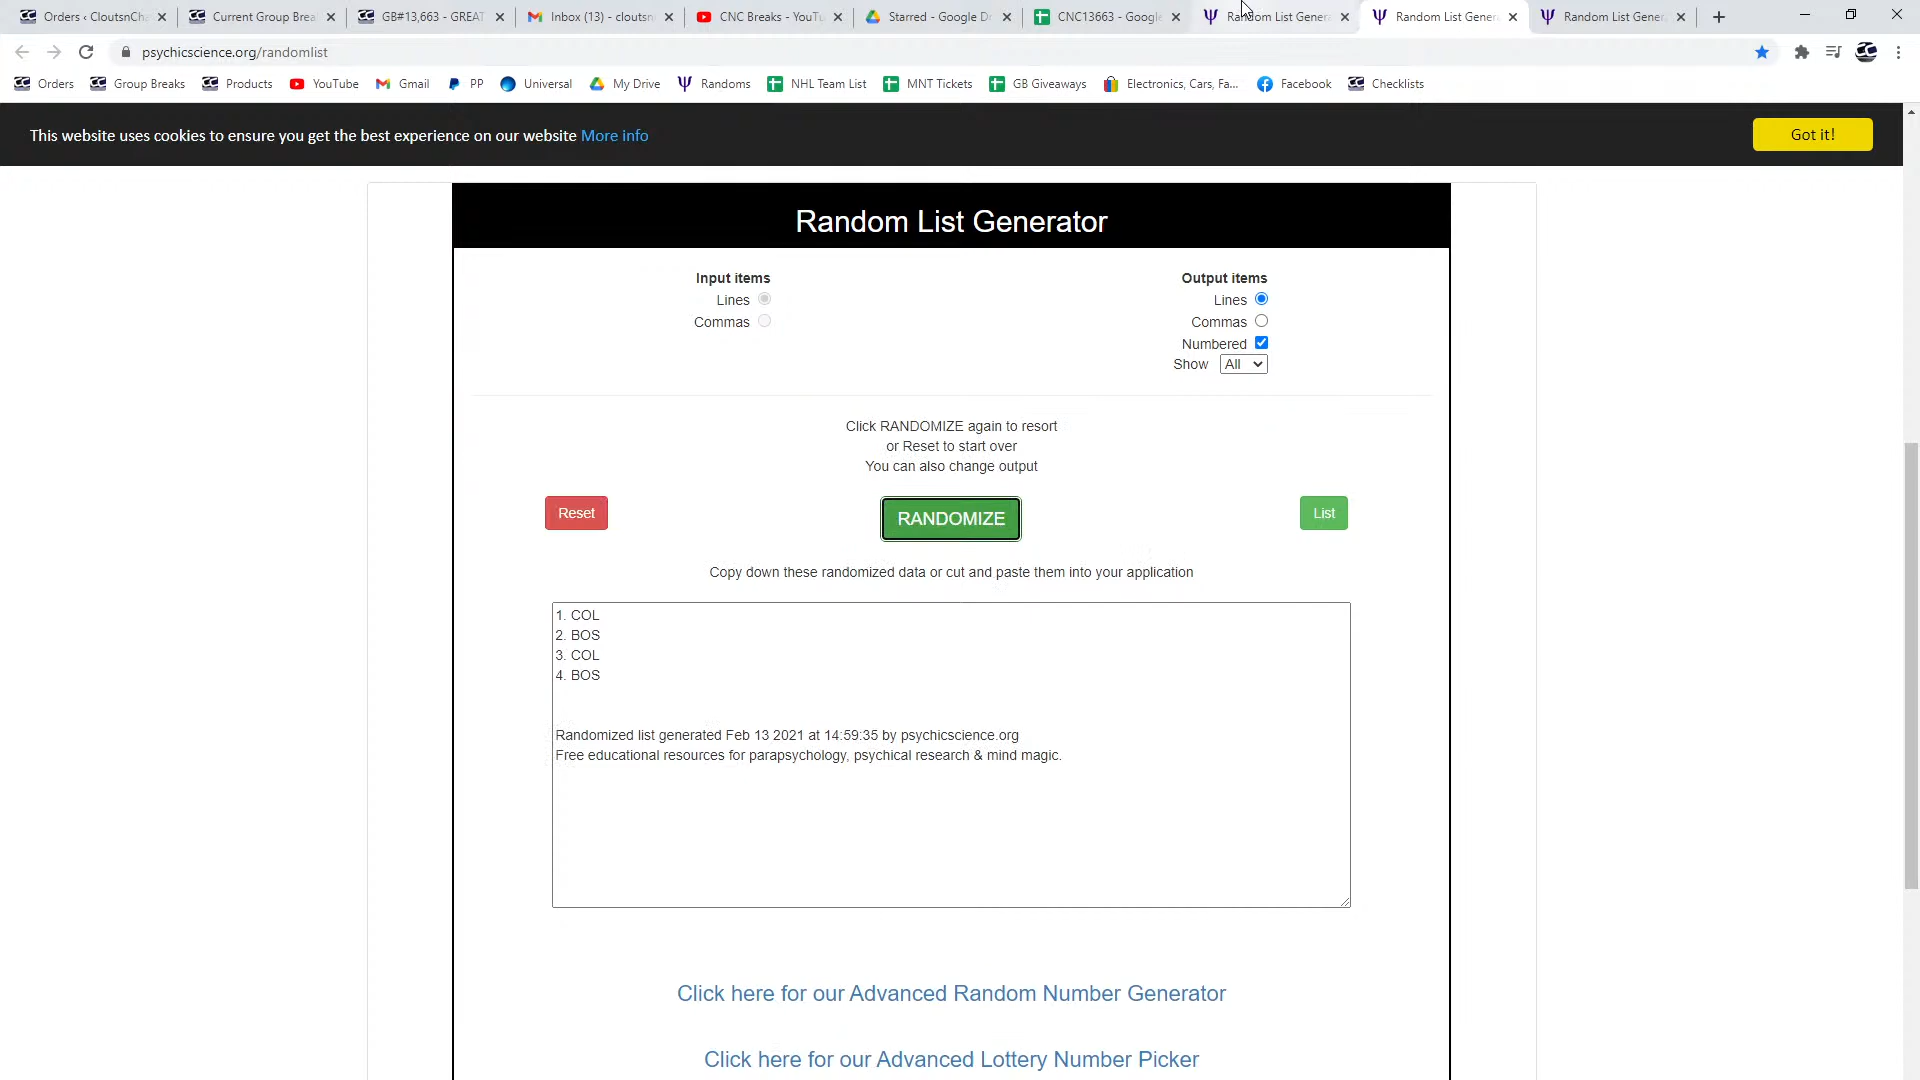 Orders ‹ CloutsnCha
Current Group Brea
GB#13,663 - GREAT
Inbox (13) - cloutsn
CNC Breaks - YouTu
Starred - Google Dr
CNC13663 - Google
Random List Genera
Random List Genera
Random List Genera
psychicscience.org/randomlist
Orders
Group Breaks
Products
YouTube
Gmail
PP
Universal
My Drive
Randoms
NHL Team List
MNT Tickets
GB Giveaways
Electronics, Cars, Fa...
Facebook
Checklists
This website uses cookies to ensure you get the best experience on our website More info
Got it!
Random List Generator
Input items
Lines
Commas
Output items
Lines
Commas
Numbered
Show All
Click RANDOMIZE again to resort
or Reset to start over
You can also change output
Reset
RANDOMIZE
List
Copy down these randomized data or cut and paste them into your application
1. COL
2. BOS
3. COL
4. BOS
Randomized list generated Feb 13 2021 at 14:59:35 by psychicscience.org
Free educational resources for parapsychology, psychical research & mind magic.
Click here for our Advanced Random Number Generator
Click here for our Advanced Lottery Number Picker